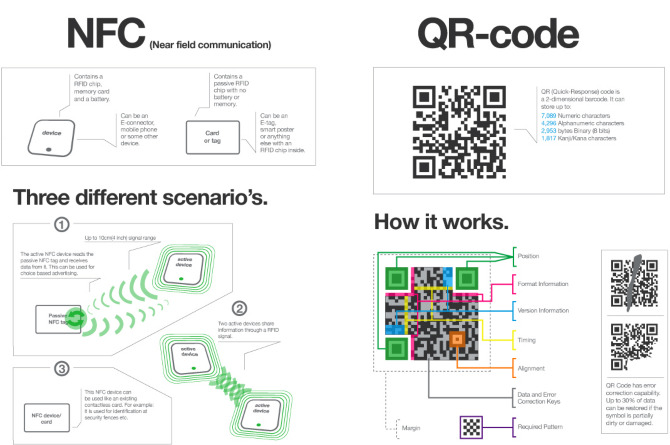 NFC (Near field communication)
Contains a
RFID chip,
memory card
and a battery.
device
Can be an
E-connector,
mobile phone
or some other
device.
Contains a
passive RFID
chip with no
battery or
memory.
Card
or tag
Can be an
E-tag,
smart poster
or anything
else with an
RFID chip inside.
Three different scenario's.
1
Up to 10cm(4 inch) signal range
The active NFC device reads the
passive NFC tag and receives
data from it. This can be used for
choice based advertising.
active
device
Passive
NFC tag
2
Two active devices share
information through a RFID
signal.
active
device
active
device
3
This NFC device can
be used like an existing
contactless card. For example:
it is used for identification at
security fences etc.
NFC device/
card
QR-code
QR (Quick-Response) code is
a 2-dimensional barcode. It can
store up to:
7,089 Numeric characters
4,296 Alphanumeric characters
2,953 bytes Binary (8 bits)
1,817 Kanji/Kana characters
How it works.
Position
Format Information
Version Information
Timing
Alignment
Data and Error
Correction Keys
Margin
Required Pattern
QR Code has error
correction capability.
Up to 30% of data
can be restored if the
symbol is partially
dirty or damaged.